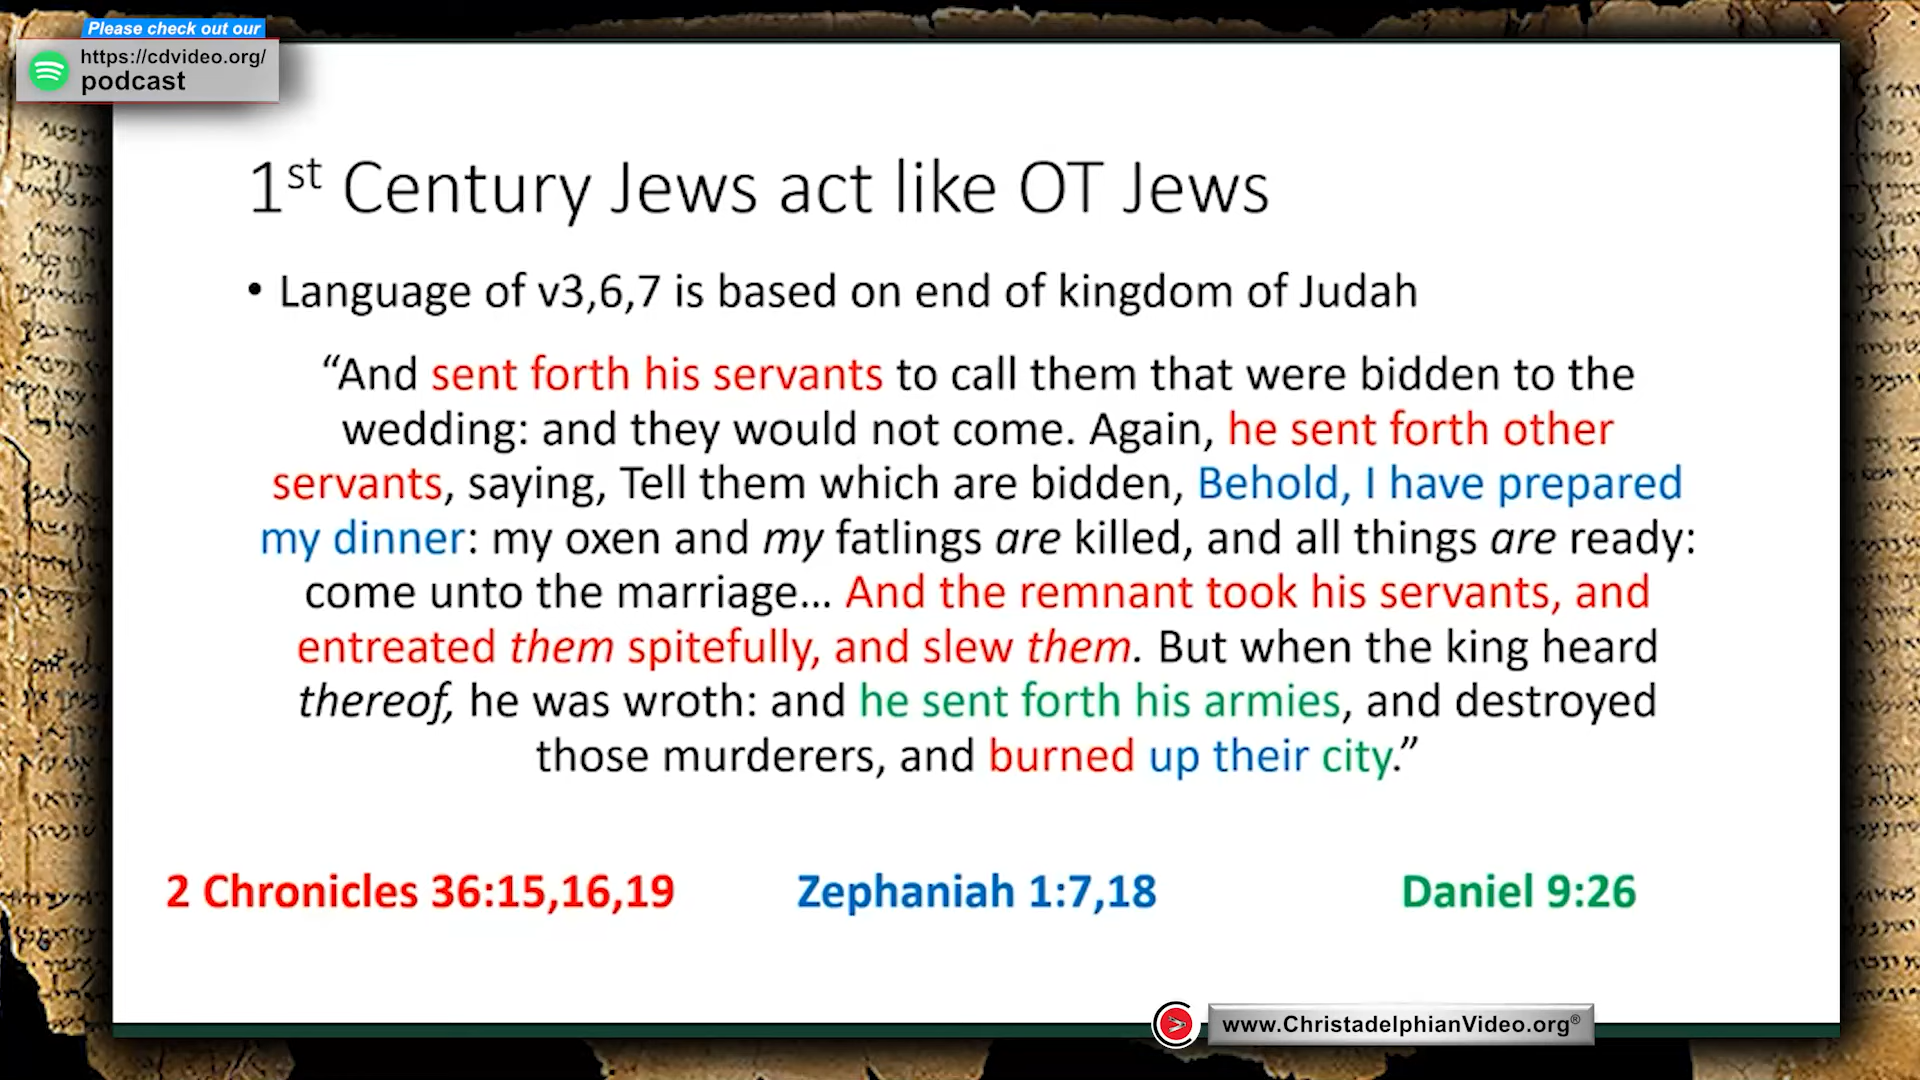 Please check out our
https://cdvideo.org/
podcast
1st Century Jews act like OT Jews
• Language of v3,6,7 is based on end of kingdom of Judah
“And sent forth his servants to call them that were bidden to the
wedding: and they would not come. Again, he sent forth other
servants, saying, Tell them which are bidden, Behold, I have prepared
my dinner: my oxen and my fatlings are killed, and all things are ready:
come unto the marriage... And the remnant took his servants, and
entreated them spitefully, and slew them. But when the king heard
thereof, he was wroth: and he sent forth his armies, and destroyed
those murderers, and burned up their city.”
2 Chronicles 36:15,16,19 Zephaniah 1:7,18 Daniel 9:26
www.ChristadelphianVideo.org®